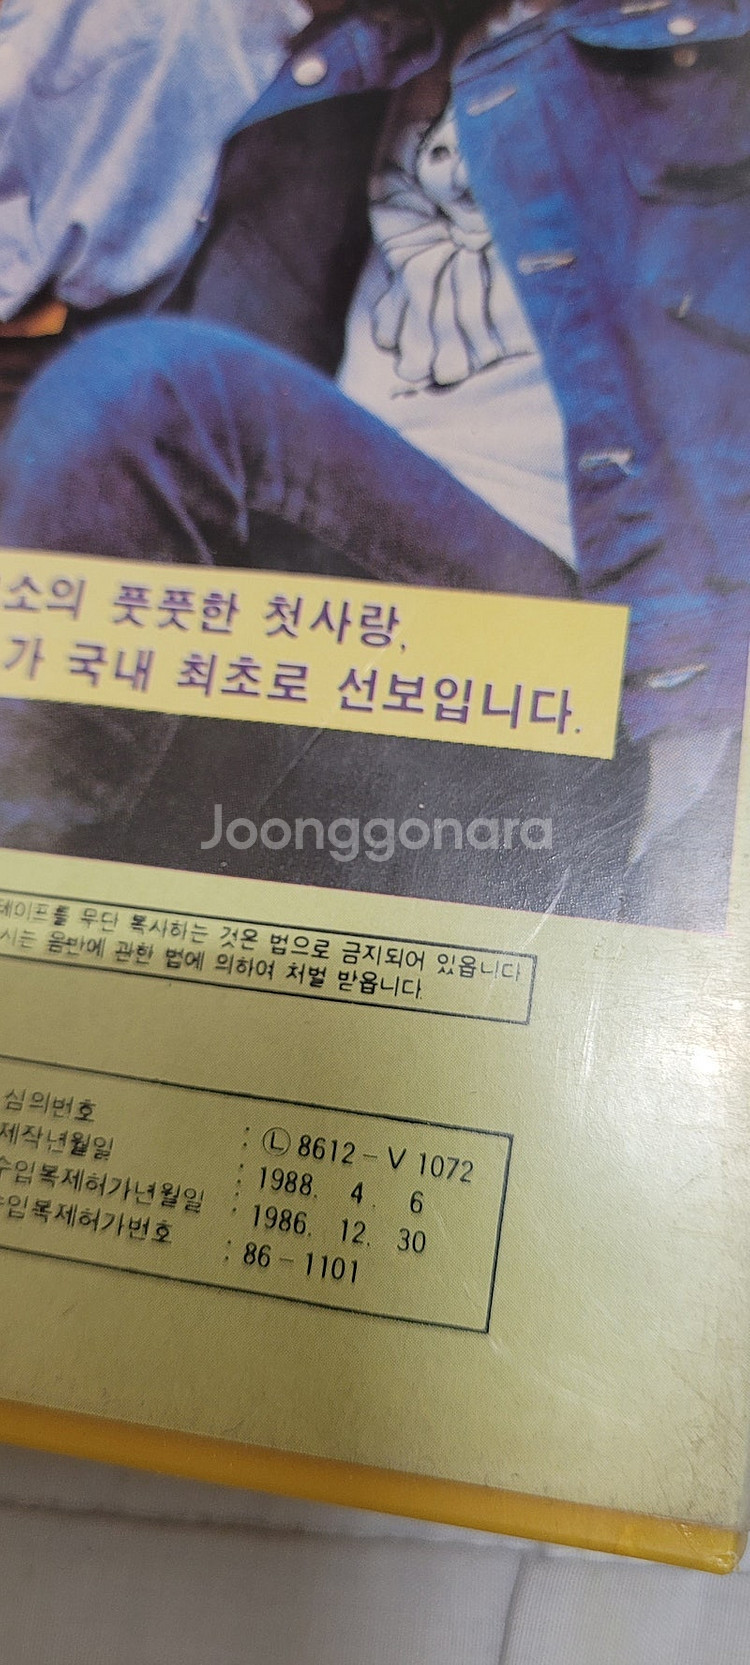 소의 풋풋한 첫사랑,
가 국내 최초로 선보입니다.
Joonggonara
테이프를 무단 복사하는 것은 법으로 금지되어 있읍니다
시는 음반에 관한 법에 의하여 처벌 받읍니다.
심의번호 : Ⓛ 8612-V 1072
제작년월일 : 1988. 4. 6
수입복제허가년월일 : 1986. 12. 30
수입복제허가번호 : 86-1101